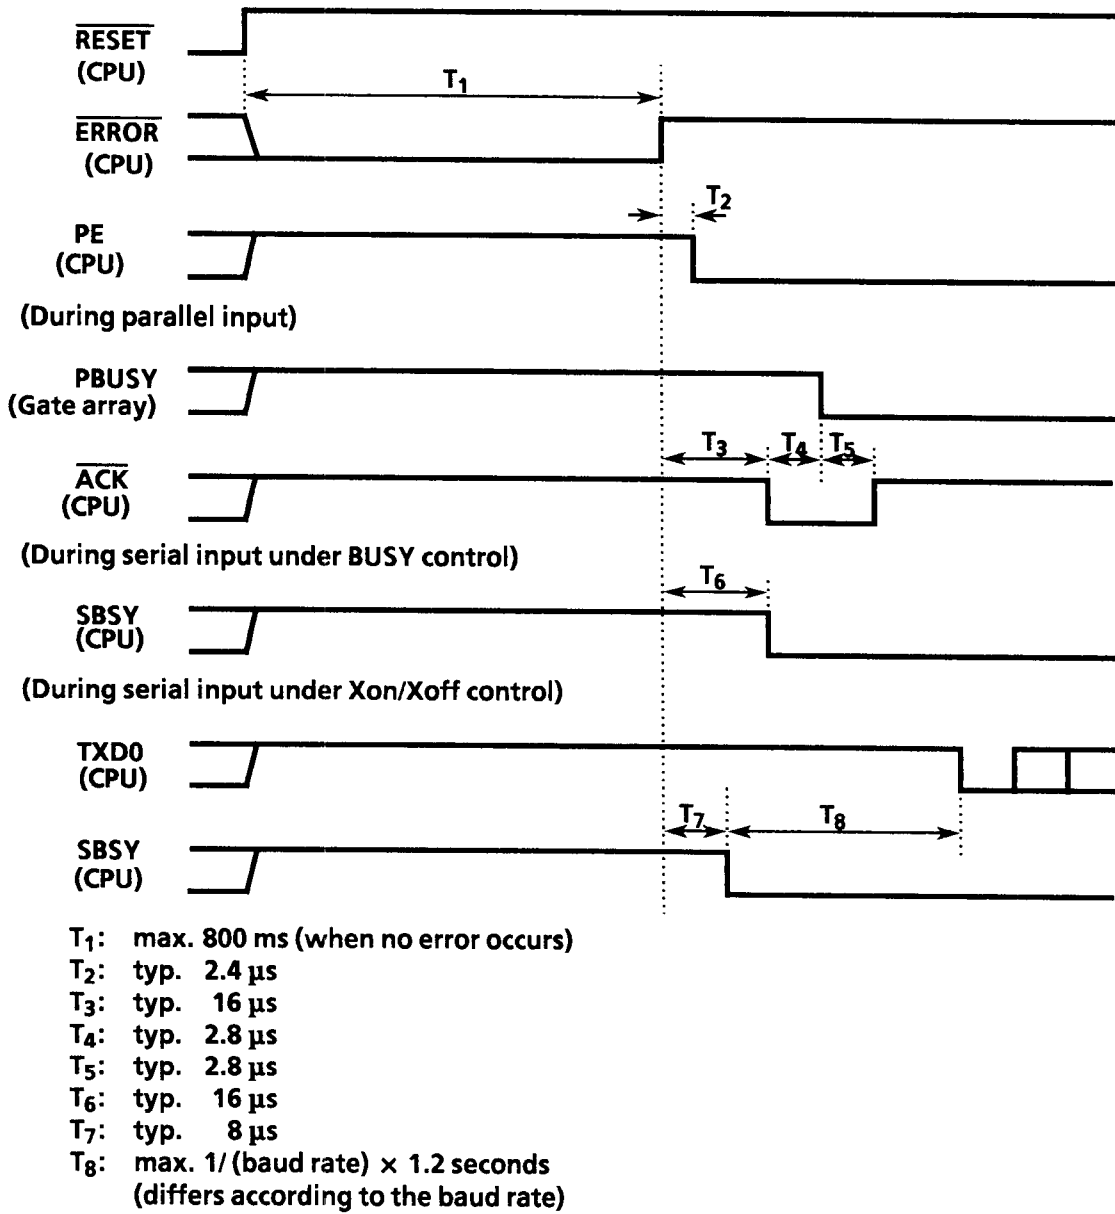 RESET
(CPU)
T1
ERROR
(CPU)
T2
PE
(CPU)
(During parallel input)
PBUSY
(Gate array)
T3 T4 T5
ACK
(CPU)
(During serial input under BUSY control)
T6
SBSY
(CPU)
(During serial input under Xon/Xoff control)
TXD0
(CPU)
T7 T8
SBSY
(CPU)
T1: max. 800 ms (when no error occurs)
T2: typ. 2.4 µs
T3: typ. 16 µs
T4: typ. 2.8 µs
T5: typ. 2.8 µs
T6: typ. 16 µs
T7: typ. 8 µs
T8: max. 1/ (baud rate) × 1.2 seconds
(differs according to the baud rate)